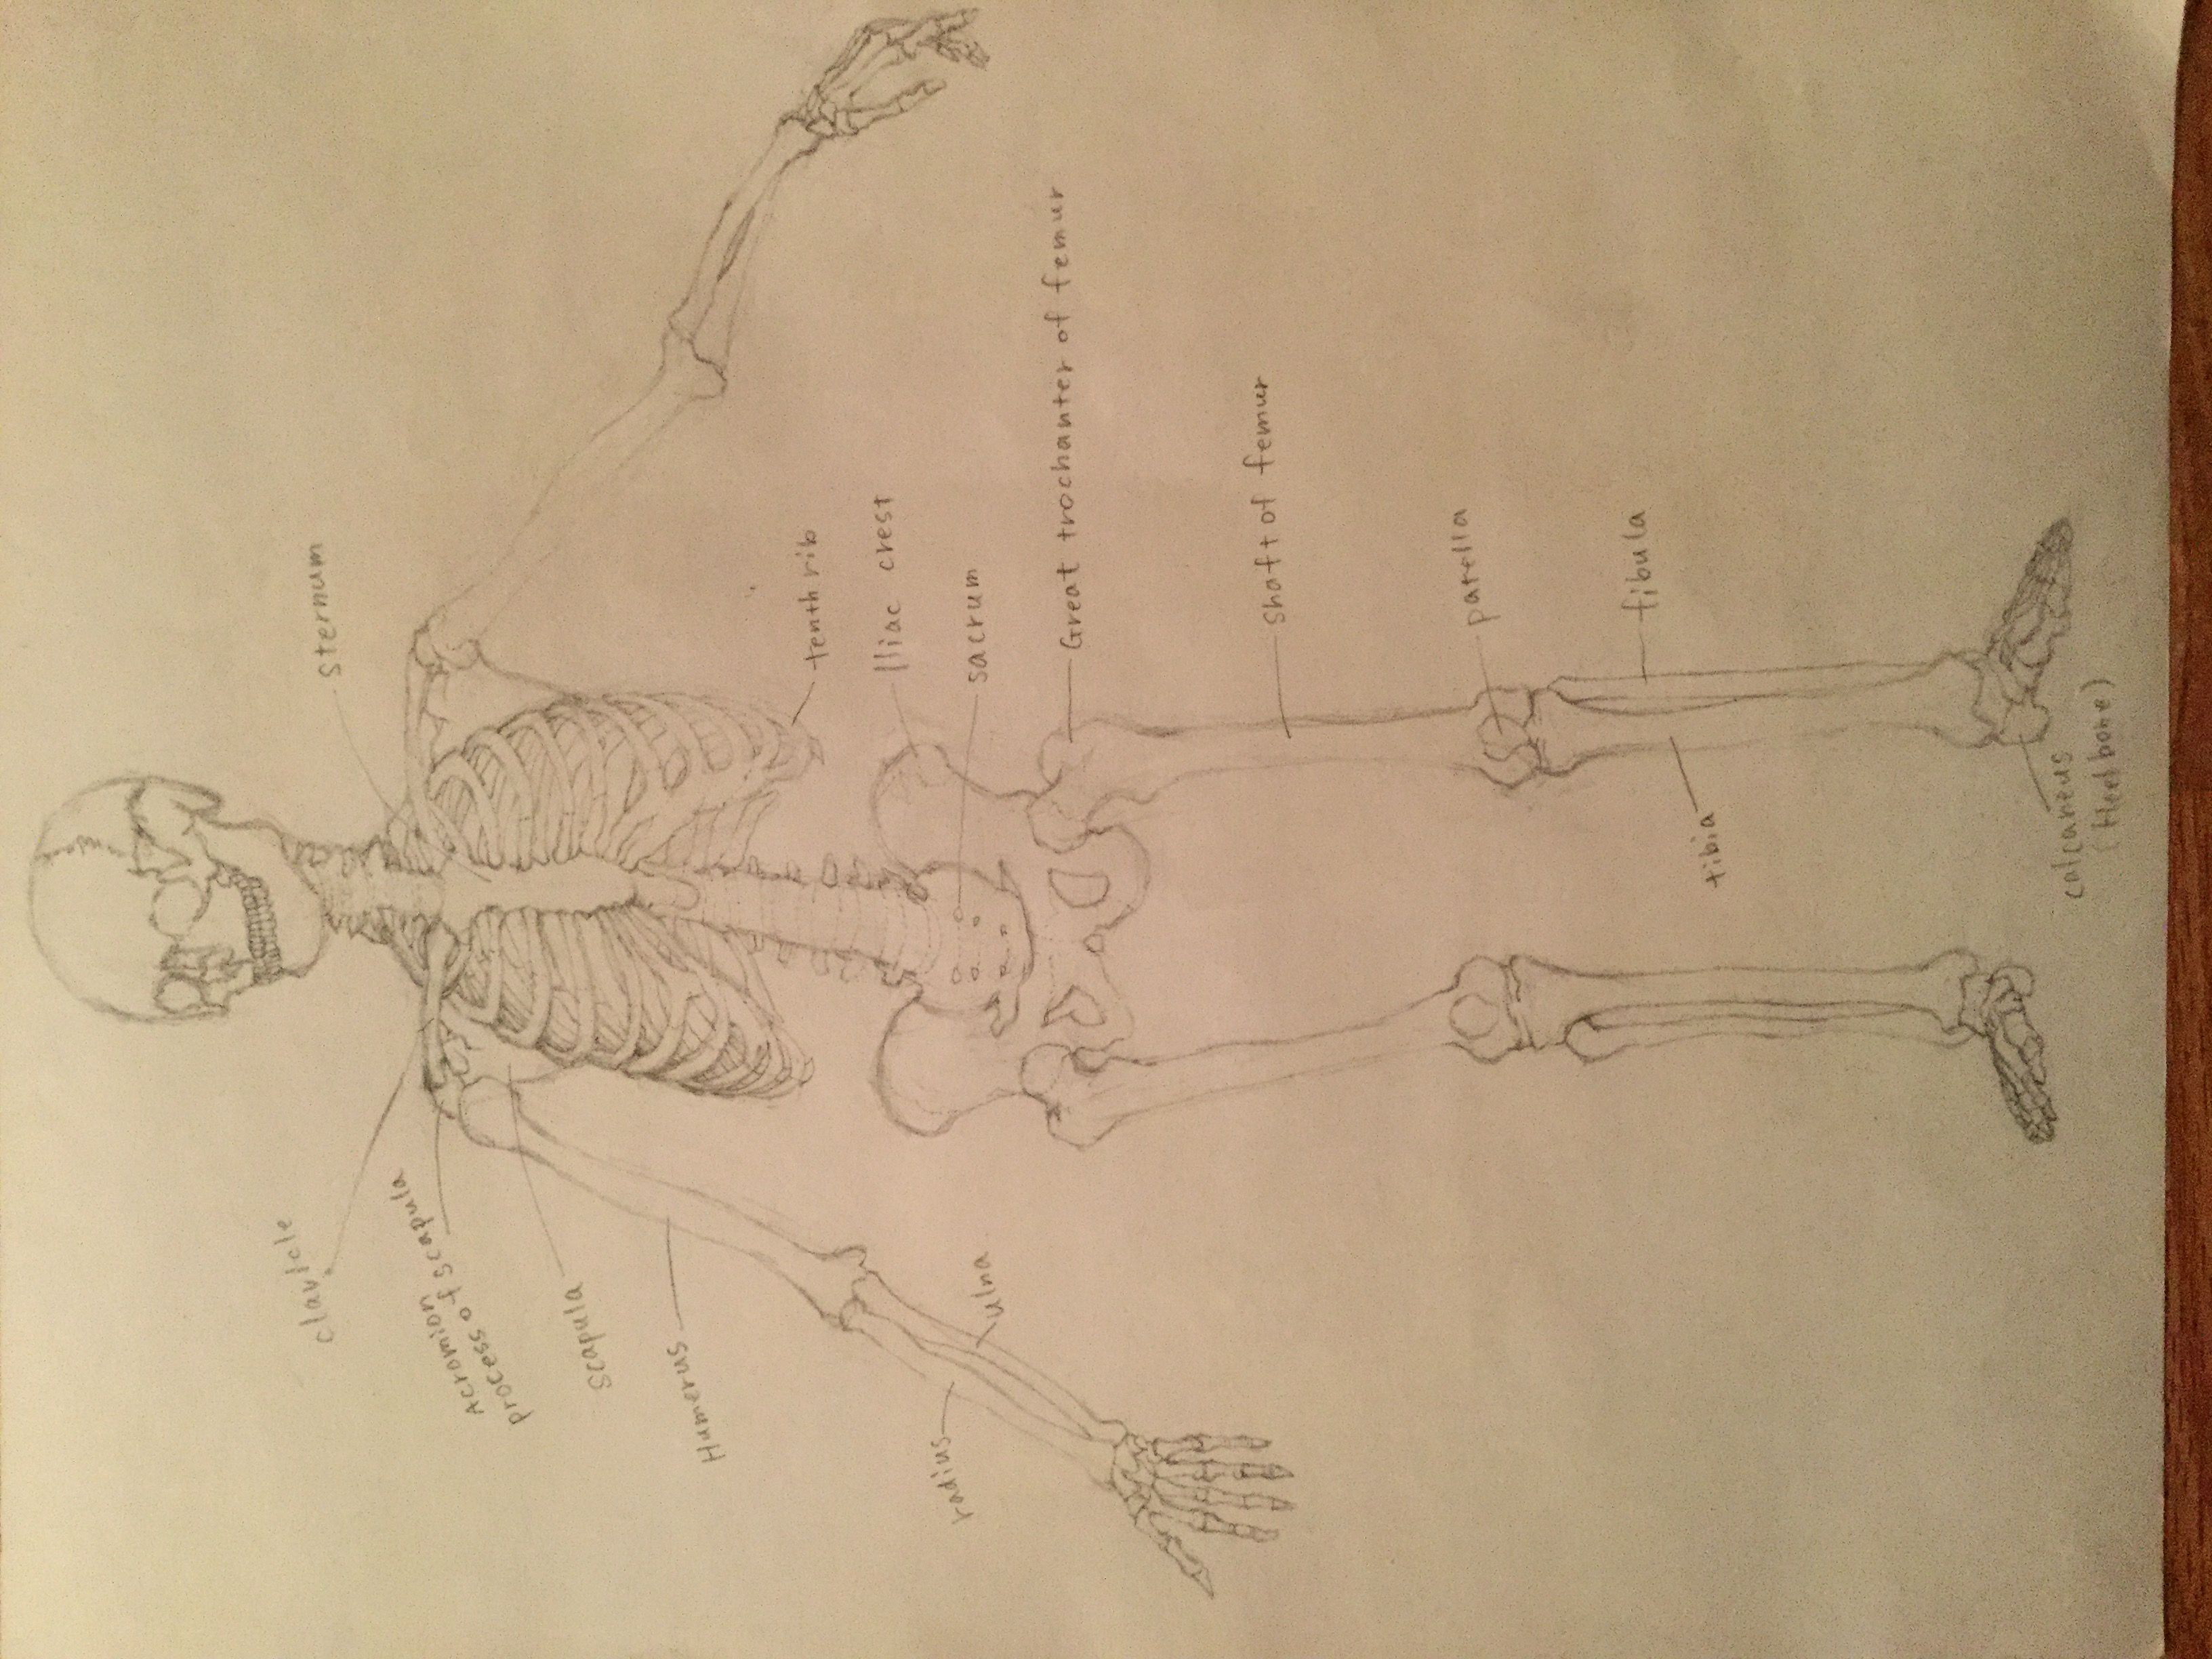 clavicle
sternum
Acromion
process of scapula
scapula
Humerus
tenth rib
Iliac crest
radius
sacrum
ulna
Great trochanter of femur
shaft of femur
patella
fibula
tibia
calcaneus
(Heel bone)